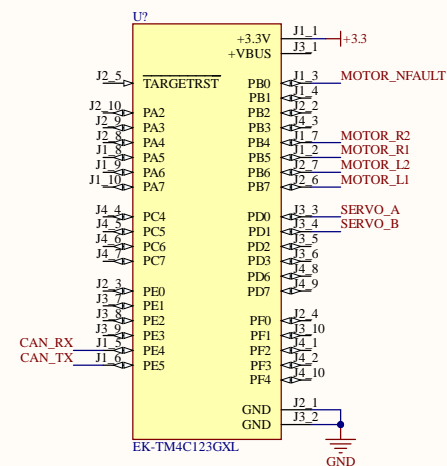 U?
+3.3V J1_1 +3.3
+VBUS J3_1
J2_5 TARGETRST PB0 J1_3 MOTOR_NFAULT
PB1 J1_4
J2_10 PA2 PB2 J2_2
J2_9 PA3 PB3 J4_3
J2_8 PA4 PB4 J1_7 MOTOR_R2
J1_8 PA5 PB5 J1_2 MOTOR_R1
J1_9 PA6 PB6 J2_7 MOTOR_L2
J1_10 PA7 PB7 J2_6 MOTOR_L1
J4_4 PC4 PD0 J3_3 SERVO_A
J4_5 PC5 PD1 J3_4 SERVO_B
J4_6 PC6 PD2 J3_5
J4_7 PC7 PD3 J3_6
PD6 J4_8
J2_3 PE0 PD7 J4_9
J3_7 PE1
J3_8 PE2 PF0 J2_4
J3_9 PE3 PF1 J3_10
CAN_RX J1_5 PE4 PF2 J4_1
CAN_TX J1_6 PE5 PF3 J4_2
PF4 J4_10
GND J2_1
GND J3_2
EK-TM4C123GXL
GND